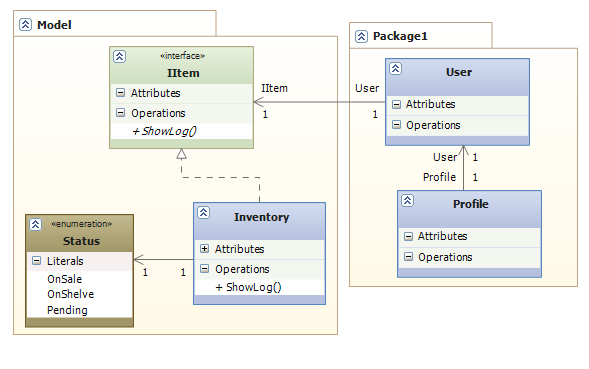 Model
«interface»
IItem
Attributes
Operations
+ ShowLog()
IItem
1
User
1
Package1
User
Attributes
Operations
User 1
Profile 1
Profile
Attributes
Operations
«enumeration»
Status
Literals
OnSale
OnShelve
Pending
1
1
Inventory
Attributes
Operations
+ ShowLog()